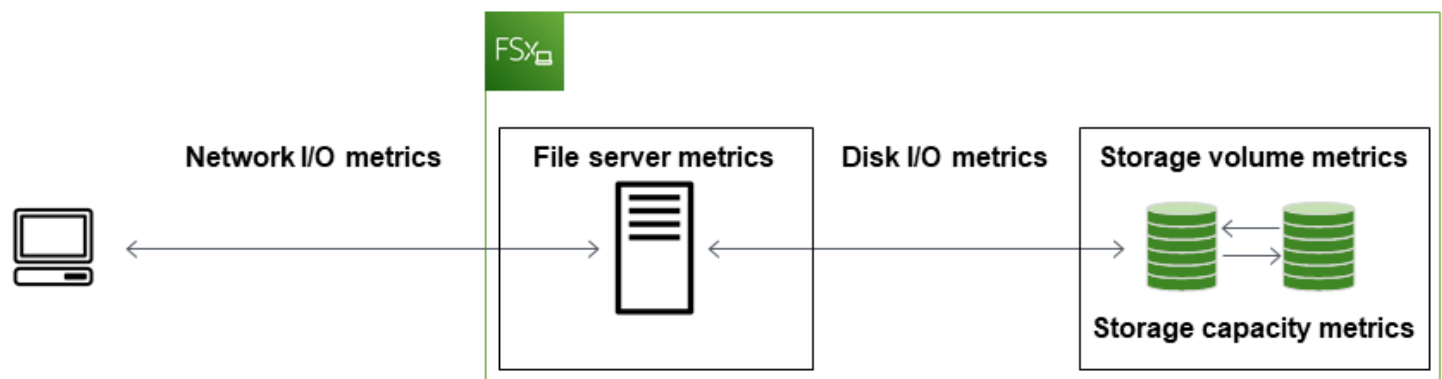 FSx
Network I/O metrics
File server metrics
Disk I/O metrics
Storage volume metrics
Storage capacity metrics